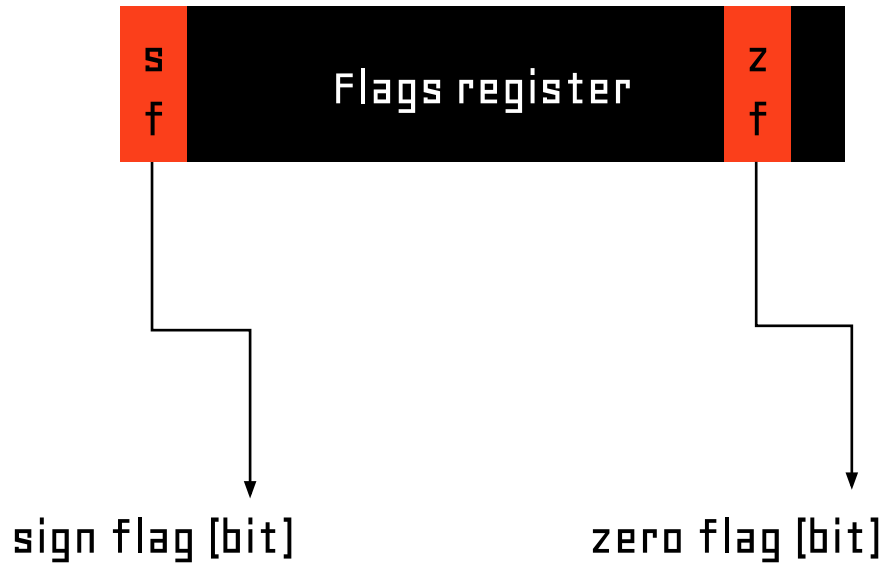 s
f
Flags register
z
f
sign flag [bit]
zero flag [bit]